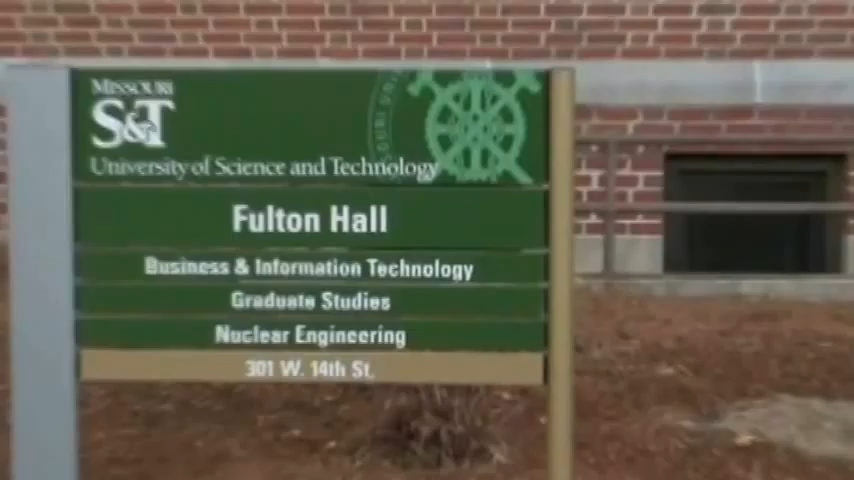 MISSOURI
S&T
University of Science and Technology
Fulton Hall
Business & Information Technology
Graduate Studies
Nuclear Engineering
301 W. 14th St.